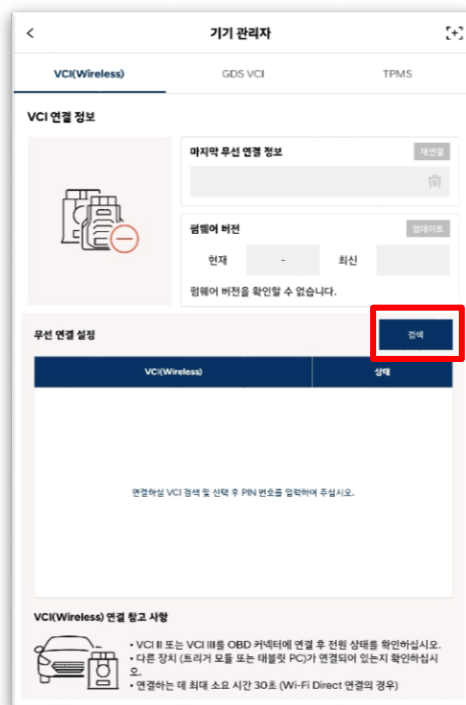 기기 관리자
VCI(Wireless) GDS VCI TPMS
VCI 연결 정보
마지막 무선 연결 정보 재연결
펌웨어 버전 업데이트
현재 - 최신
펌웨어 버전을 확인할 수 없습니다.
무선 연결 설정 검색
VCI(Wireless) 상태
연결하실 VCI 검색 및 선택 후 PIN 번호를 입력하여 주십시오.
VCI(Wireless) 연결 참고 사항
• VCI II 또는 VCI III를 OBD 커넥터에 연결 후 전원 상태를 확인하십시오.
• 다른 장치 (트리거 모듈 또는 태블릿 PC)가 연결되어 있는지 확인하십시
오.
• 연결하는 데 최대 소요 시간 30초 (Wi-Fi Direct 연결의 경우)